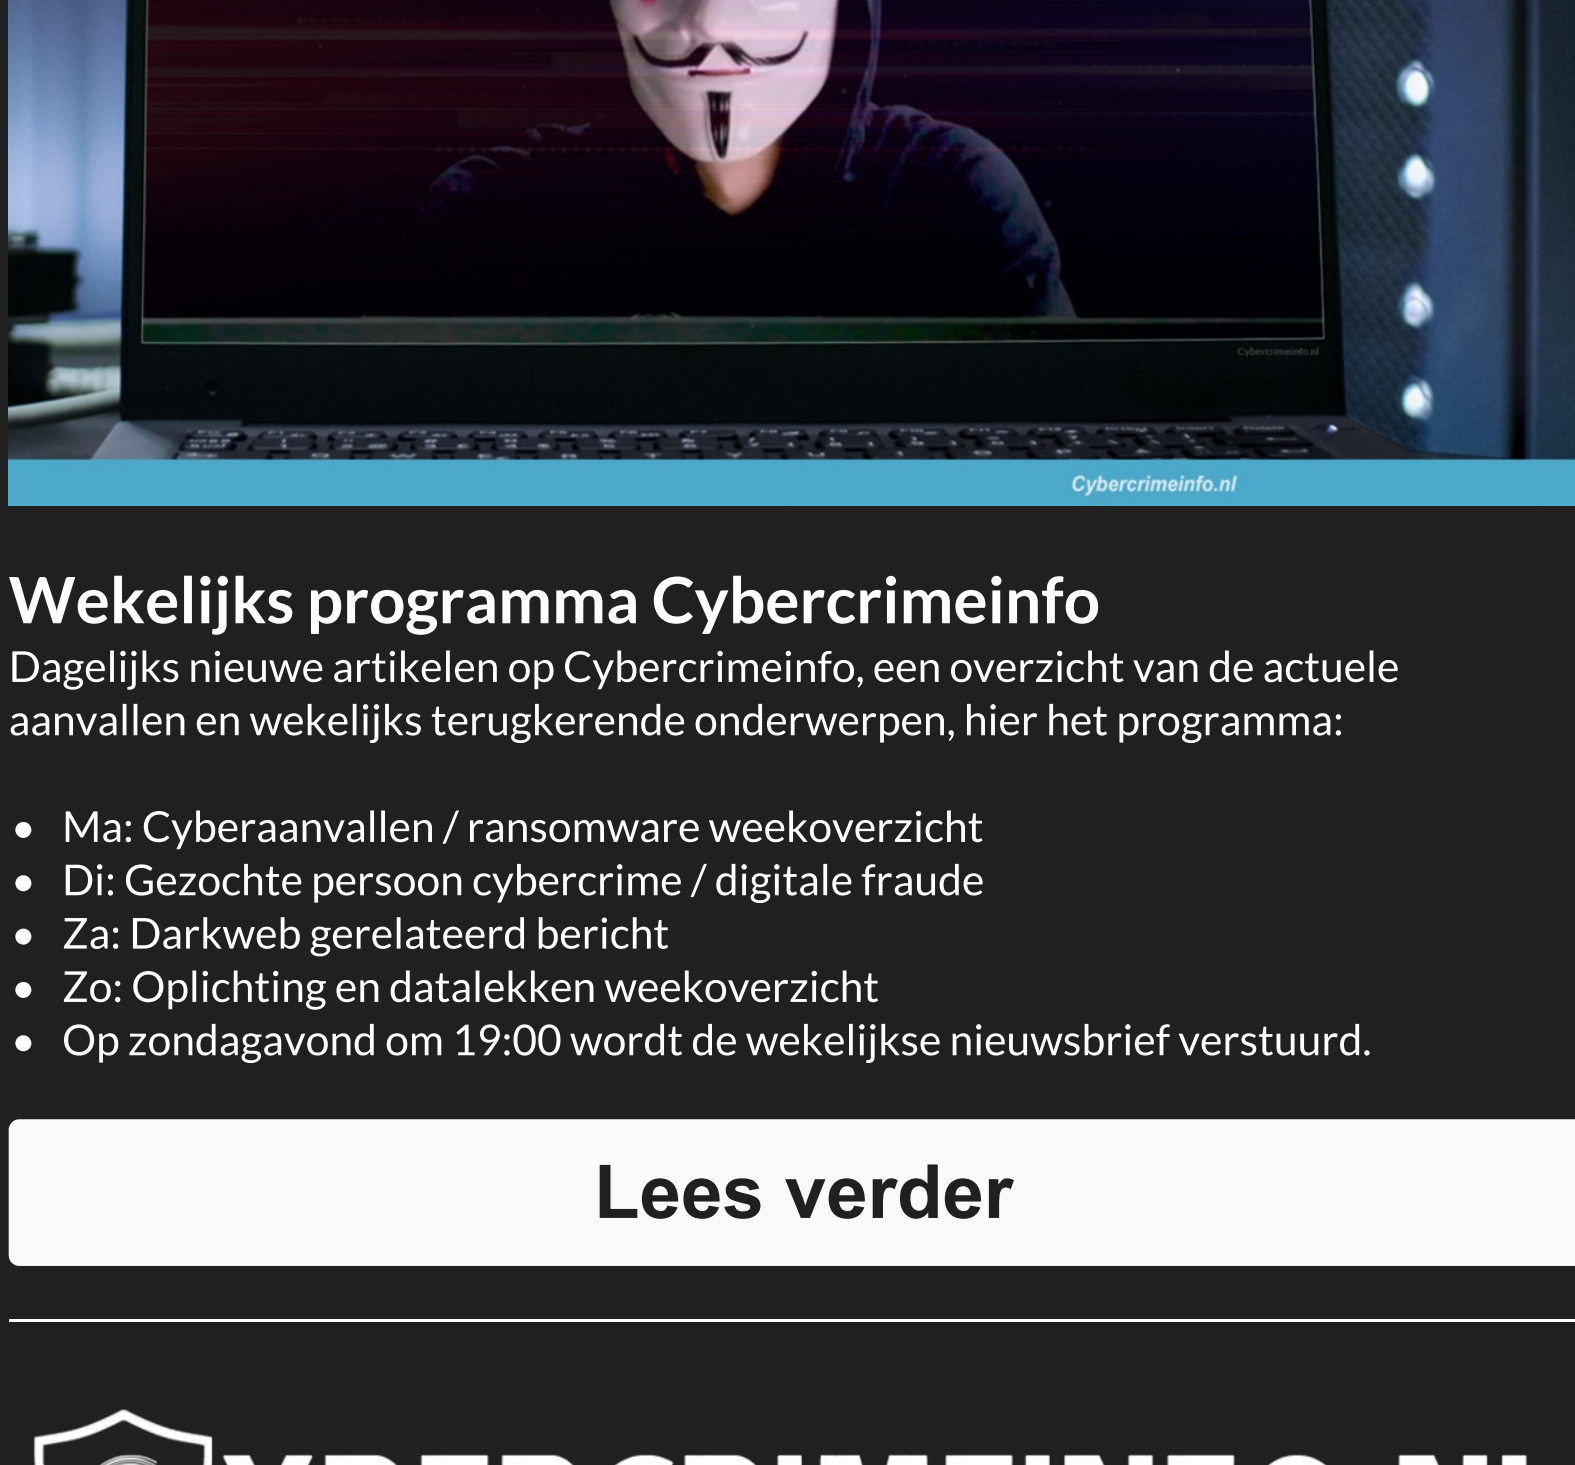 Cybercrimeinfo.nl
Cybercrimeinfo.nl
Wekelijks programma Cybercrimeinfo
Dagelijks nieuwe artikelen op Cybercrimeinfo, een overzicht van de actuele
aanvallen en wekelijks terugkerende onderwerpen, hier het programma:
• Ma: Cyberaanvallen / ransomware weekoverzicht
• Di: Gezochte persoon cybercrime / digitale fraude
• Za: Darkweb gerelateerd bericht
• Zo: Oplichting en datalekken weekoverzicht
• Op zondagavond om 19:00 wordt de wekelijkse nieuwsbrief verstuurd.
Lees verder